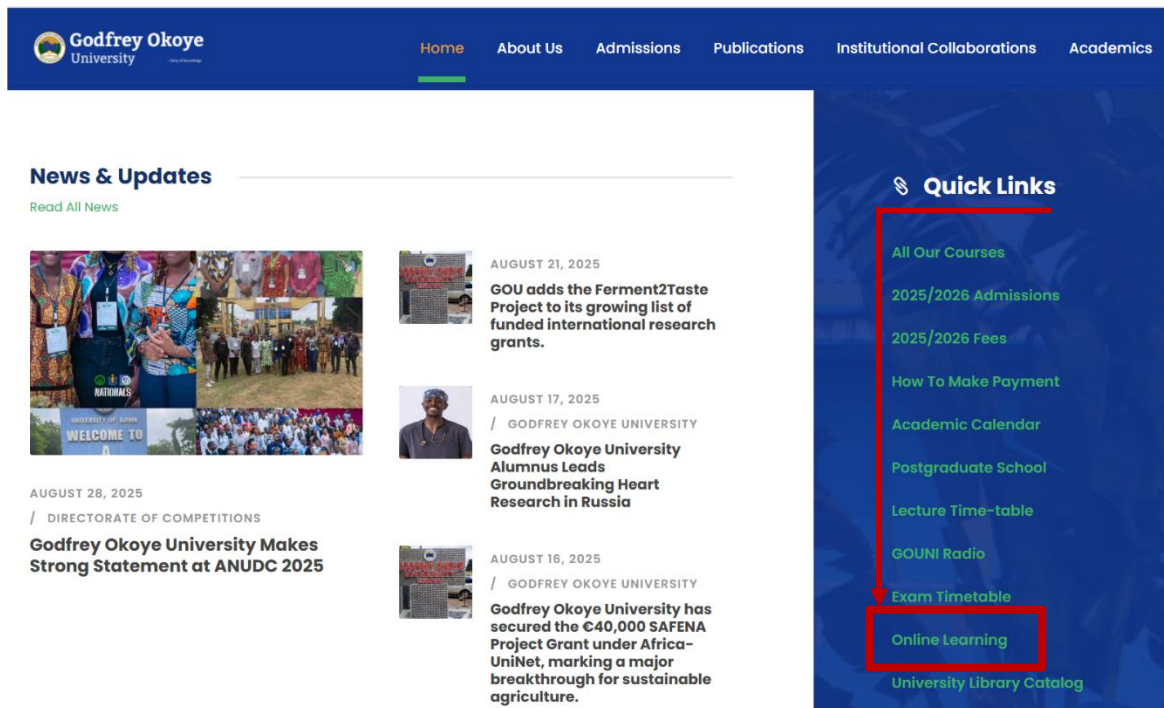 Godfrey Okoye
University
Home About Us Admissions Publications Institutional Collaborations Academics
News & Updates
Read All News
NATIONALS
WELCOME TO
AUGUST 28, 2025
/ DIRECTORATE OF COMPETITIONS
Godfrey Okoye University Makes
Strong Statement at ANUDC 2025
AUGUST 21, 2025
GOU adds the Ferment2Taste
Project to its growing list of
funded international research
grants.
AUGUST 17, 2025
/ GODFREY OKOYE UNIVERSITY
Godfrey Okoye University
Alumnus Leads
Groundbreaking Heart
Research in Russia
AUGUST 16, 2025
/ GODFREY OKOYE UNIVERSITY
Godfrey Okoye University has
secured the €40,000 SAFENA
Project Grant under Africa-
UniNet, marking a major
breakthrough for sustainable
agriculture.
Quick Links
All Our Courses
2025/2026 Admissions
2025/2026 Fees
How To Make Payment
Academic Calendar
Postgraduate School
Lecture Time-table
GOUNI Radio
Exam Timetable
Online Learning
University Library Catalog